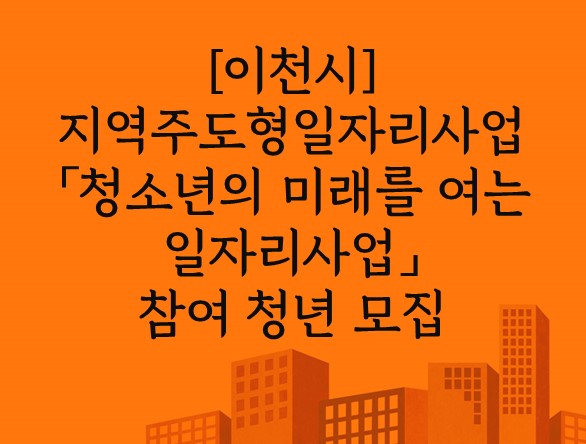 [이천시]
지역주도형일자리사업
「청소년의 미래를 여는
일자리사업」
참여 청년 모집